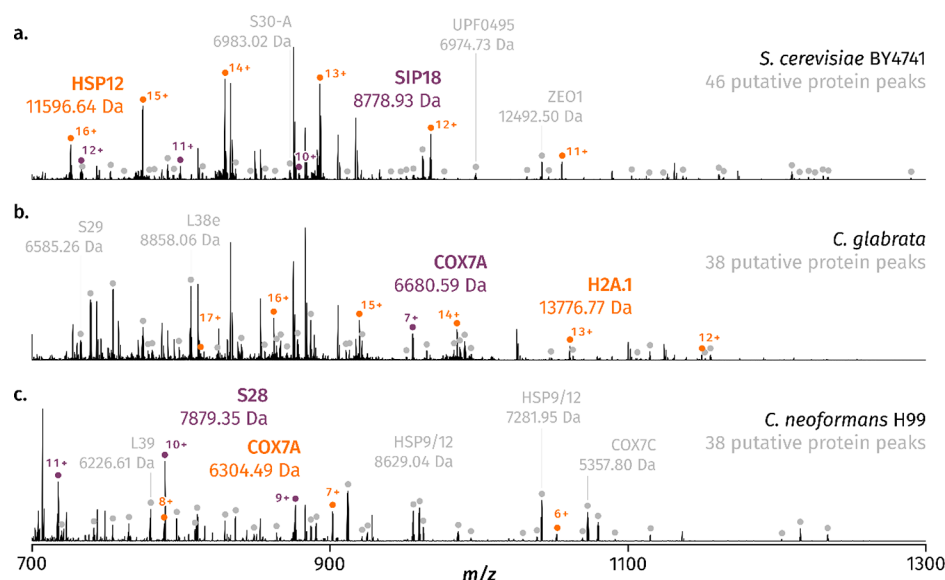 a.
S30-A
6983.02 Da
UPF0495
6974.73 Da
S. cerevisiae BY4741
46 putative protein peaks
HSP12
11596.64 Da
SIP18
8778.93 Da
ZEO1
12492.50 Da
16+
15+
14+
13+
12+
11+
12+
11+
10+
b.
S29
6585.26 Da
L38e
8858.06 Da
C. glabrata
38 putative protein peaks
COX7A
6680.59 Da
H2A.1
13776.77 Da
17+
16+
15+
7+
14+
13+
12+
c.
S28
7879.35 Da
HSP9/12
7281.95 Da
C. neoformans H99
38 putative protein peaks
L39
6226.61 Da
COX7A
6304.49 Da
HSP9/12
8629.04 Da
COX7C
5357.80 Da
11+
10+
8+
9+
7+
6+
700
900
1100
1300
m/z